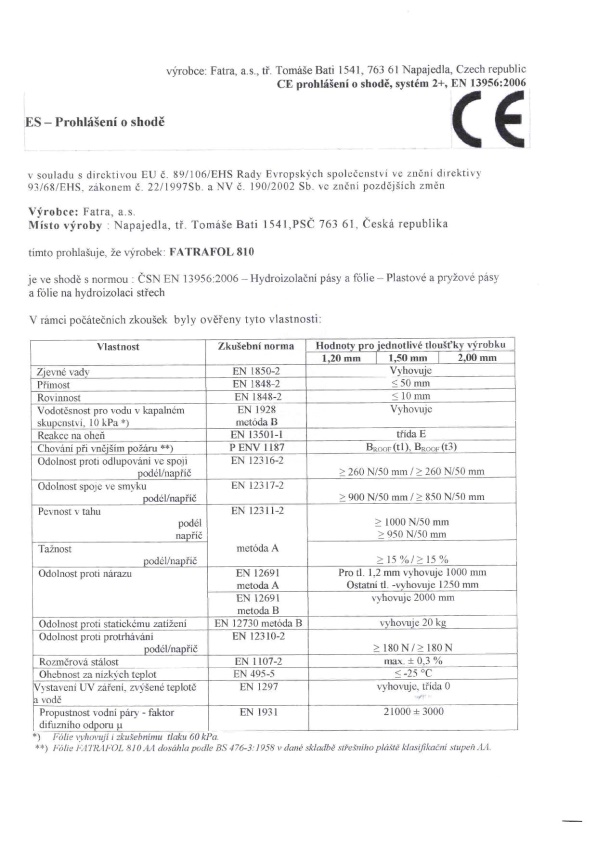 výrobce: Fatra, a.s., tř. Tomáše Bati 1541, 763 61 Napajedla, Czech republic
CE prohlášení o shodě, systém 2+, EN 13956:2006
ES – Prohlášení o shodě
CE
v souladu s direktivou EU č. 89/106/EHS Rady Evropských společenství ve znění direktivy
93/68/EHS, zákonem č. 22/1997Sb. a NV č. 190/2002 Sb. ve znění pozdějších změn
Výrobce: Fatra, a.s.
Místo výroby : Napajedla, tř. Tomáše Bati 1541,PSČ 763 61, Česká republika
tímto prohlašuje, že výrobek: FATRAFOL 810
je ve shodě s normou : ČSN EN 13956:2006 – Hydroizolační pásy a fólie – Plastové a pryžové pásy
a fólie na hydroizolaci střech
V rámci počátečních zkoušek byly ověřeny tyto vlastnosti:
Vlastnost Zkušební norma Hodnoty pro jednotlivé tloušťky výrobku
1,20 mm 1,50 mm 2,00 mm
Zjevné vady EN 1850-2 Vyhovuje
Přímost EN 1848-2 ≤ 50 mm
Rovinnost EN 1848-2 ≤ 10 mm
Vodotěsnost pro vodu v kapalném EN 1928 Vyhovuje
skupenství, 10 kPa *) metóda B
Reakce na oheň EN 13501-1 třída E
Chování při vnějším požáru **) P ENV 1187 BROOF (t1), BROOF (t3)
Odolnost proti odlupování ve spoji EN 12316-2
podél/napříč ≥ 260 N/50 mm / ≥ 260 N/50 mm
Odolnost spoje ve smyku EN 12317-2
podél/napříč ≥ 900 N/50 mm / ≥ 850 N/50 mm
Pevnost v tahu EN 12311-2
podél ≥ 1000 N/50 mm
napříč ≥ 950 N/50 mm
Tažnost metóda A
podél/napříč ≥ 15 % / ≥ 15 %
Odolnost proti nárazu EN 12691 Pro tl. 1,2 mm vyhovuje 1000 mm
metoda A Ostatní tl. -vyhovuje 1250 mm
EN 12691 vyhovuje 2000 mm
metoda B
Odolnost proti statickému zatížení EN 12730 metóda B vyhovuje 20 kg
Odolnost proti protrhávání EN 12310-2
podél/napříč ≥ 180 N / ≥ 180 N
Rozměrová stálost EN 1107-2 max. ± 0,3 %
Ohebnost za nízkých teplot EN 495-5 ≤ -25 °C
Vystavení UV záření, zvýšené teplotě EN 1297 vyhovuje, třída 0
a vodě
Propustnost vodní páry - faktor EN 1931 21000 ± 3000
difuzního odporu µ
*) Fólie vyhovují i zkušebnímu tlaku 60 kPa.
**) Fólie FATRAFOL 810 AA dosáhla podle BS 476-3:1958 v dané skladbě střešního pláště klasifikační stupeň AA.